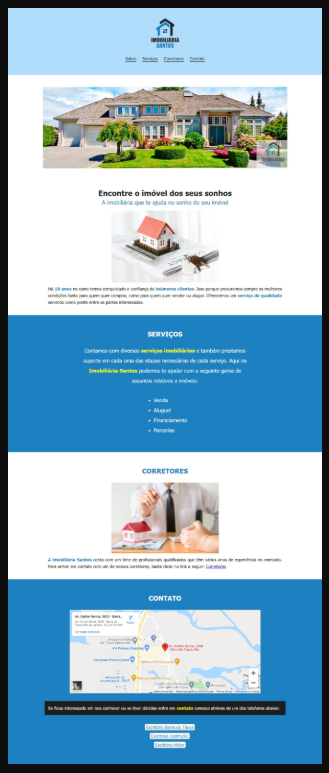 IMOBILIÁRIA
SANTOS
Sobre Serviços Corretores Contato
Encontre o imóvel dos seus sonhos
A imobiliária que te ajuda no sonho do seu imóvel
Há 10 anos no ramo temos conquistado a confiança de inúmeros clientes. Isso porque procuramos sempre as melhores
condições tanto para quem quer comprar, como para quem quer vender ou alugar. Oferecemos um serviço de qualidade
servindo como ponte entre as partes interessadas.
SERVIÇOS
Contamos com diversos serviços imobiliários e também prestamos
suporte em cada uma das etapas necessárias de cada serviço. Aqui na
Imobiliária Santos podemos te ajudar com a seguinte gama de
assuntos relativos a imóveis:
• Venda
• Aluguel
• Financiamento
• Parcerias
CORRETORES
A Imobiliária Santos conta com um time de profissionais qualificados que têm vários anos de experiência no mercado.
Para entrar em contato com um de nossos corretores, basta clicar no link a seguir: Corretores
CONTATO
Av. Ayrton Senna, 3000
Se ficou interessado em nos conhecer ou se tiver dúvidas entre em contato conosco através de um dos telefones abaixo:
Escritório Barra da Tijuca
Escritório Centro/RJ
Escritório Méier